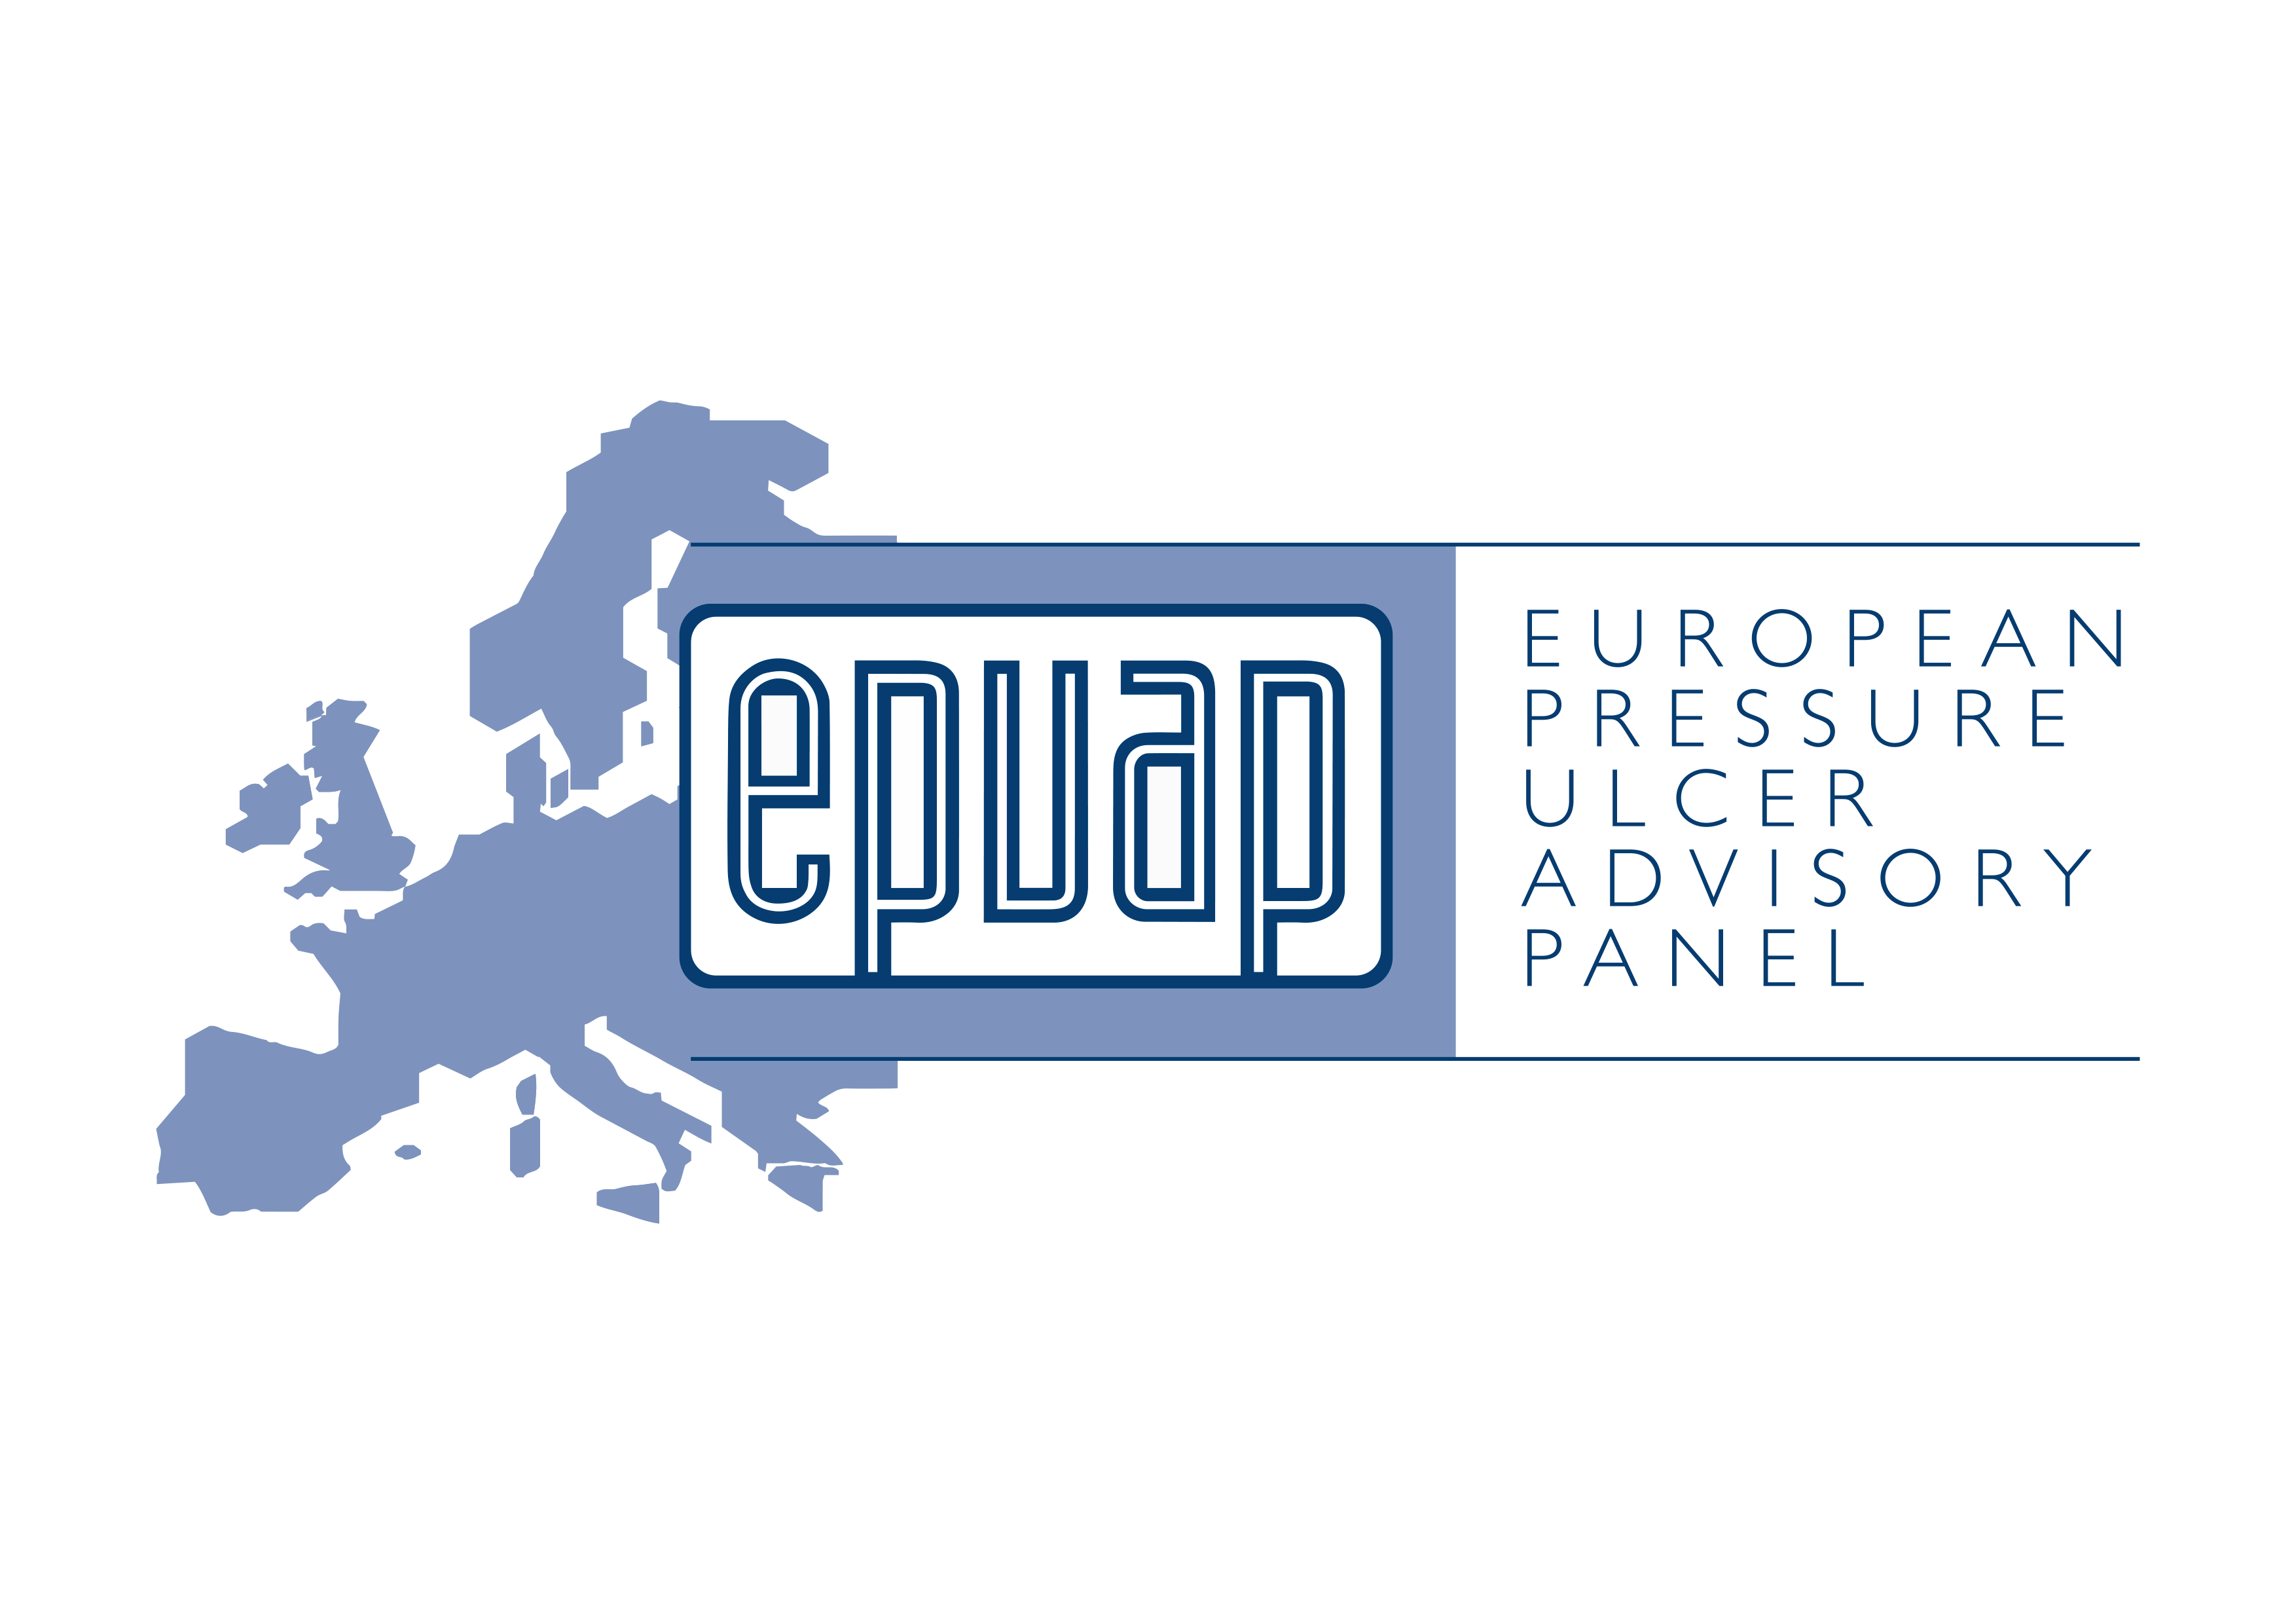 epuap
EUROPEAN
PRESSURE
ULCER
ADVISORY
PANEL